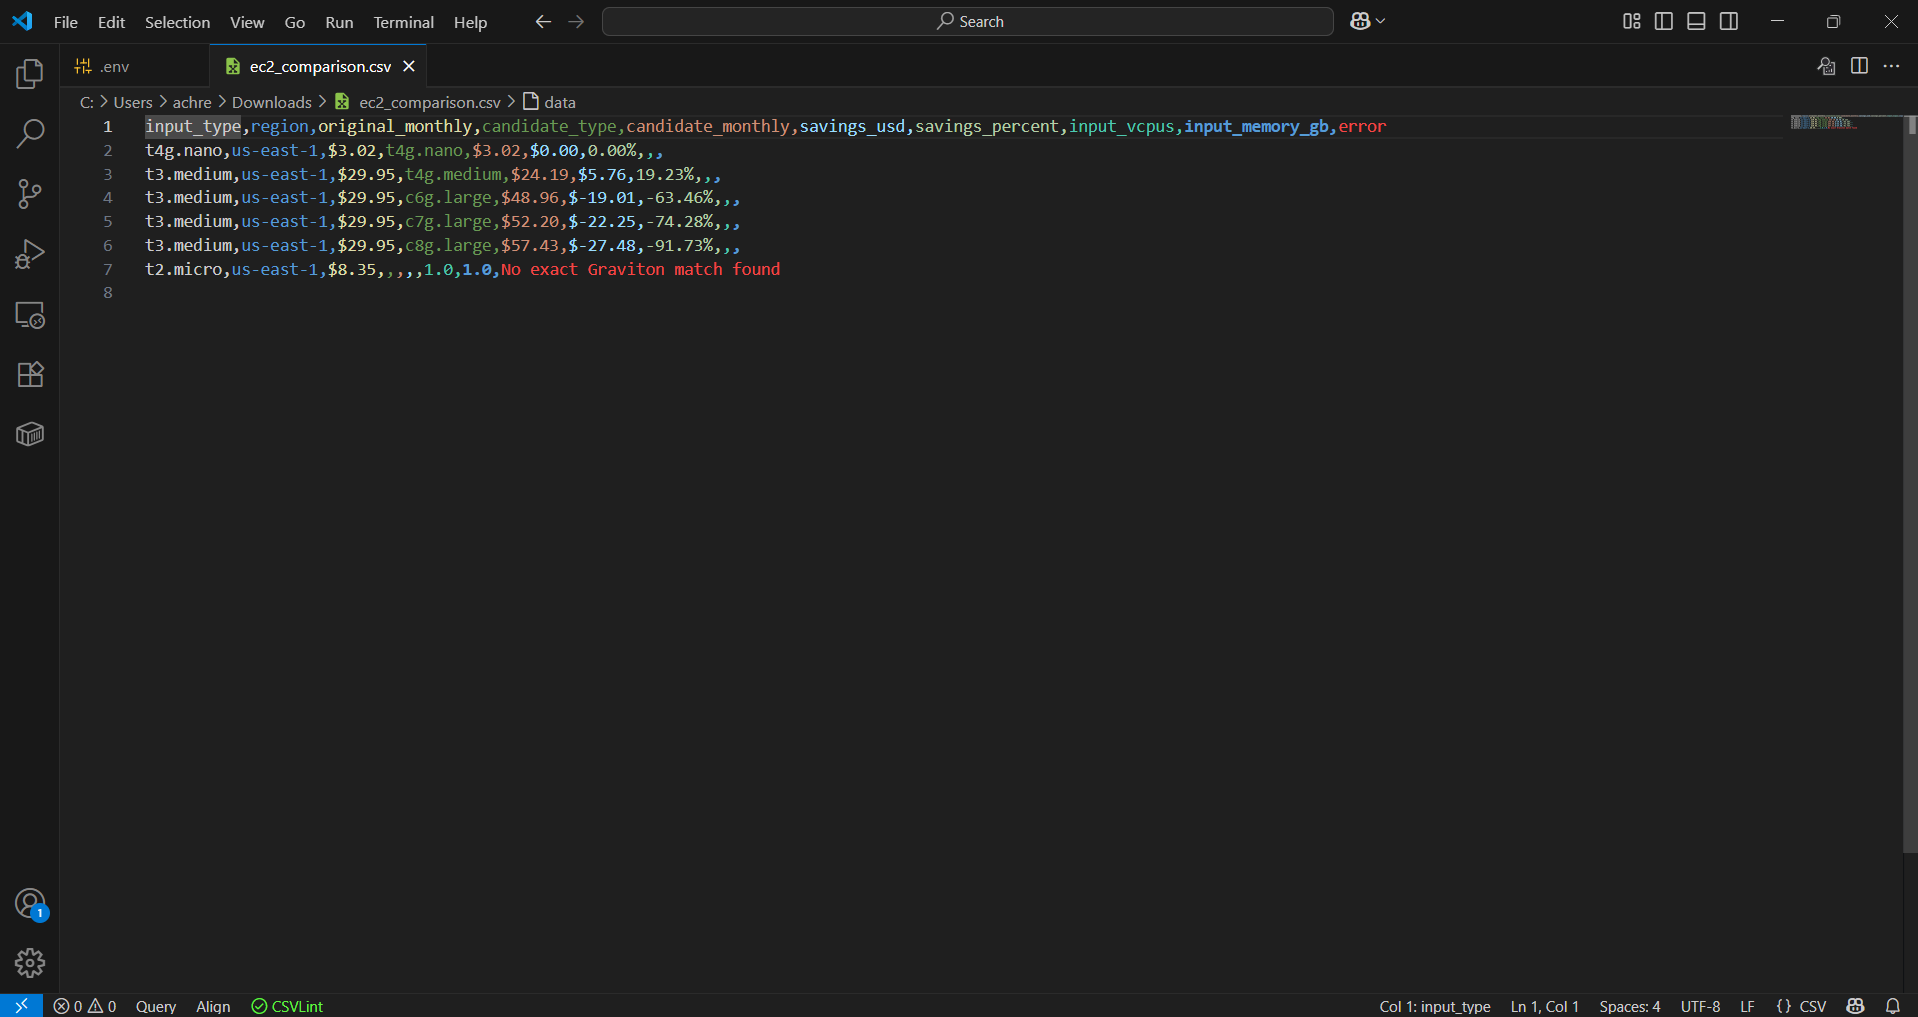 File Edit Selection View Go Run Terminal Help
Search
.env
ec2_comparison.csv
C: > Users > achre > Downloads > ec2_comparison.csv > data
1 input_type,region,original_monthly,candidate_type,candidate_monthly,savings_usd,savings_percent,input_vcpus,input_memory_gb,error
2 t4g.nano,us-east-1,$3.02,t4g.nano,$3.02,$0.00,0.00%,,,
3 t3.medium,us-east-1,$29.95,t4g.medium,$24.19,$5.76,19.23%,,,
4 t3.medium,us-east-1,$29.95,c6g.large,$48.96,$-19.01,-63.46%,,,
5 t3.medium,us-east-1,$29.95,c7g.large,$52.20,$-22.25,-74.28%,,,
6 t3.medium,us-east-1,$29.95,c8g.large,$57.43,$-27.48,-91.73%,,,
7 t2.micro,us-east-1,$8.35,,,,,1.0,1.0,No exact Graviton match found
8
1
0 0 Query Align CSVLint Col 1: input_type Ln 1, Col 1 Spaces: 4 UTF-8 LF {} CSV